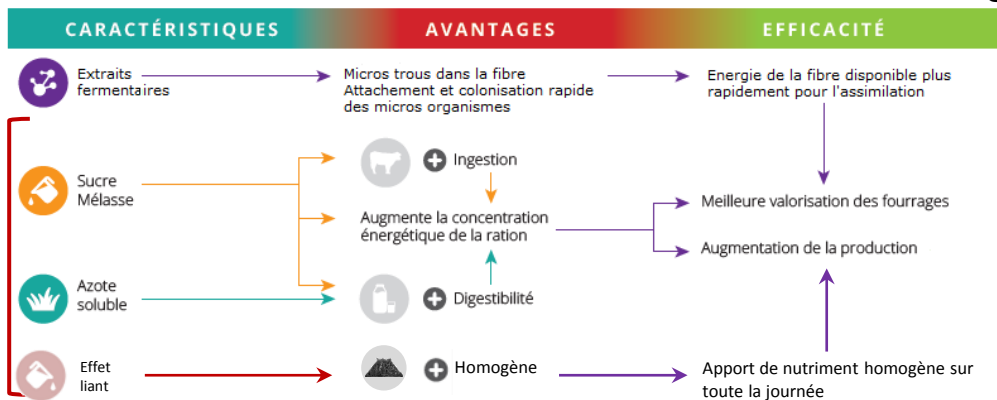 CARACTÉRISTIQUES
AVANTAGES
EFFICACITÉ
Extraits
fermentaires
Micros trous dans la fibre
Attachement et colonisation rapide
des micros organismes
Energie de la fibre disponible plus
rapidement pour l'assimilation
Sucre
Mélasse
Ingestion
Augmente la concentration
énergétique de la ration
Meilleure valorisation des fourrages
Augmentation de la production
Azote
soluble
Digestibilité
Effet
liant
Homogène
Apport de nutriment homogène sur
toute la journée